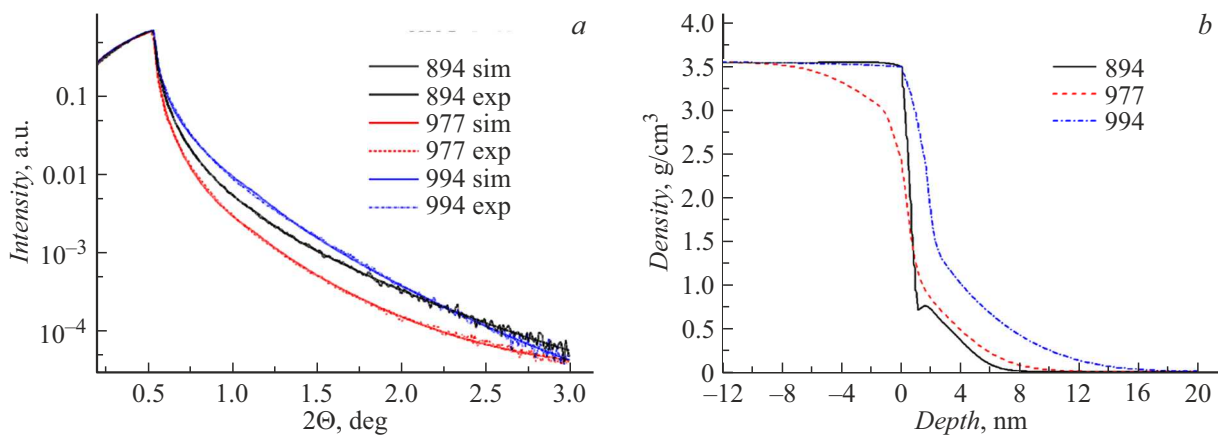 a
894 sim
894 exp
977 sim
977 exp
994 sim
994 exp
0.1
0.01
10⁻³
10⁻⁴
Intensity, a.u.
0.5 1.0 1.5 2.0 2.5 3.0
2Θ, deg
b
894
977
994
4.0
3.5
3.0
2.5
2.0
1.5
1.0
0.5
0
Density, g/cm³
–12 –8 –4 0 4 8 12 16 20
Depth, nm